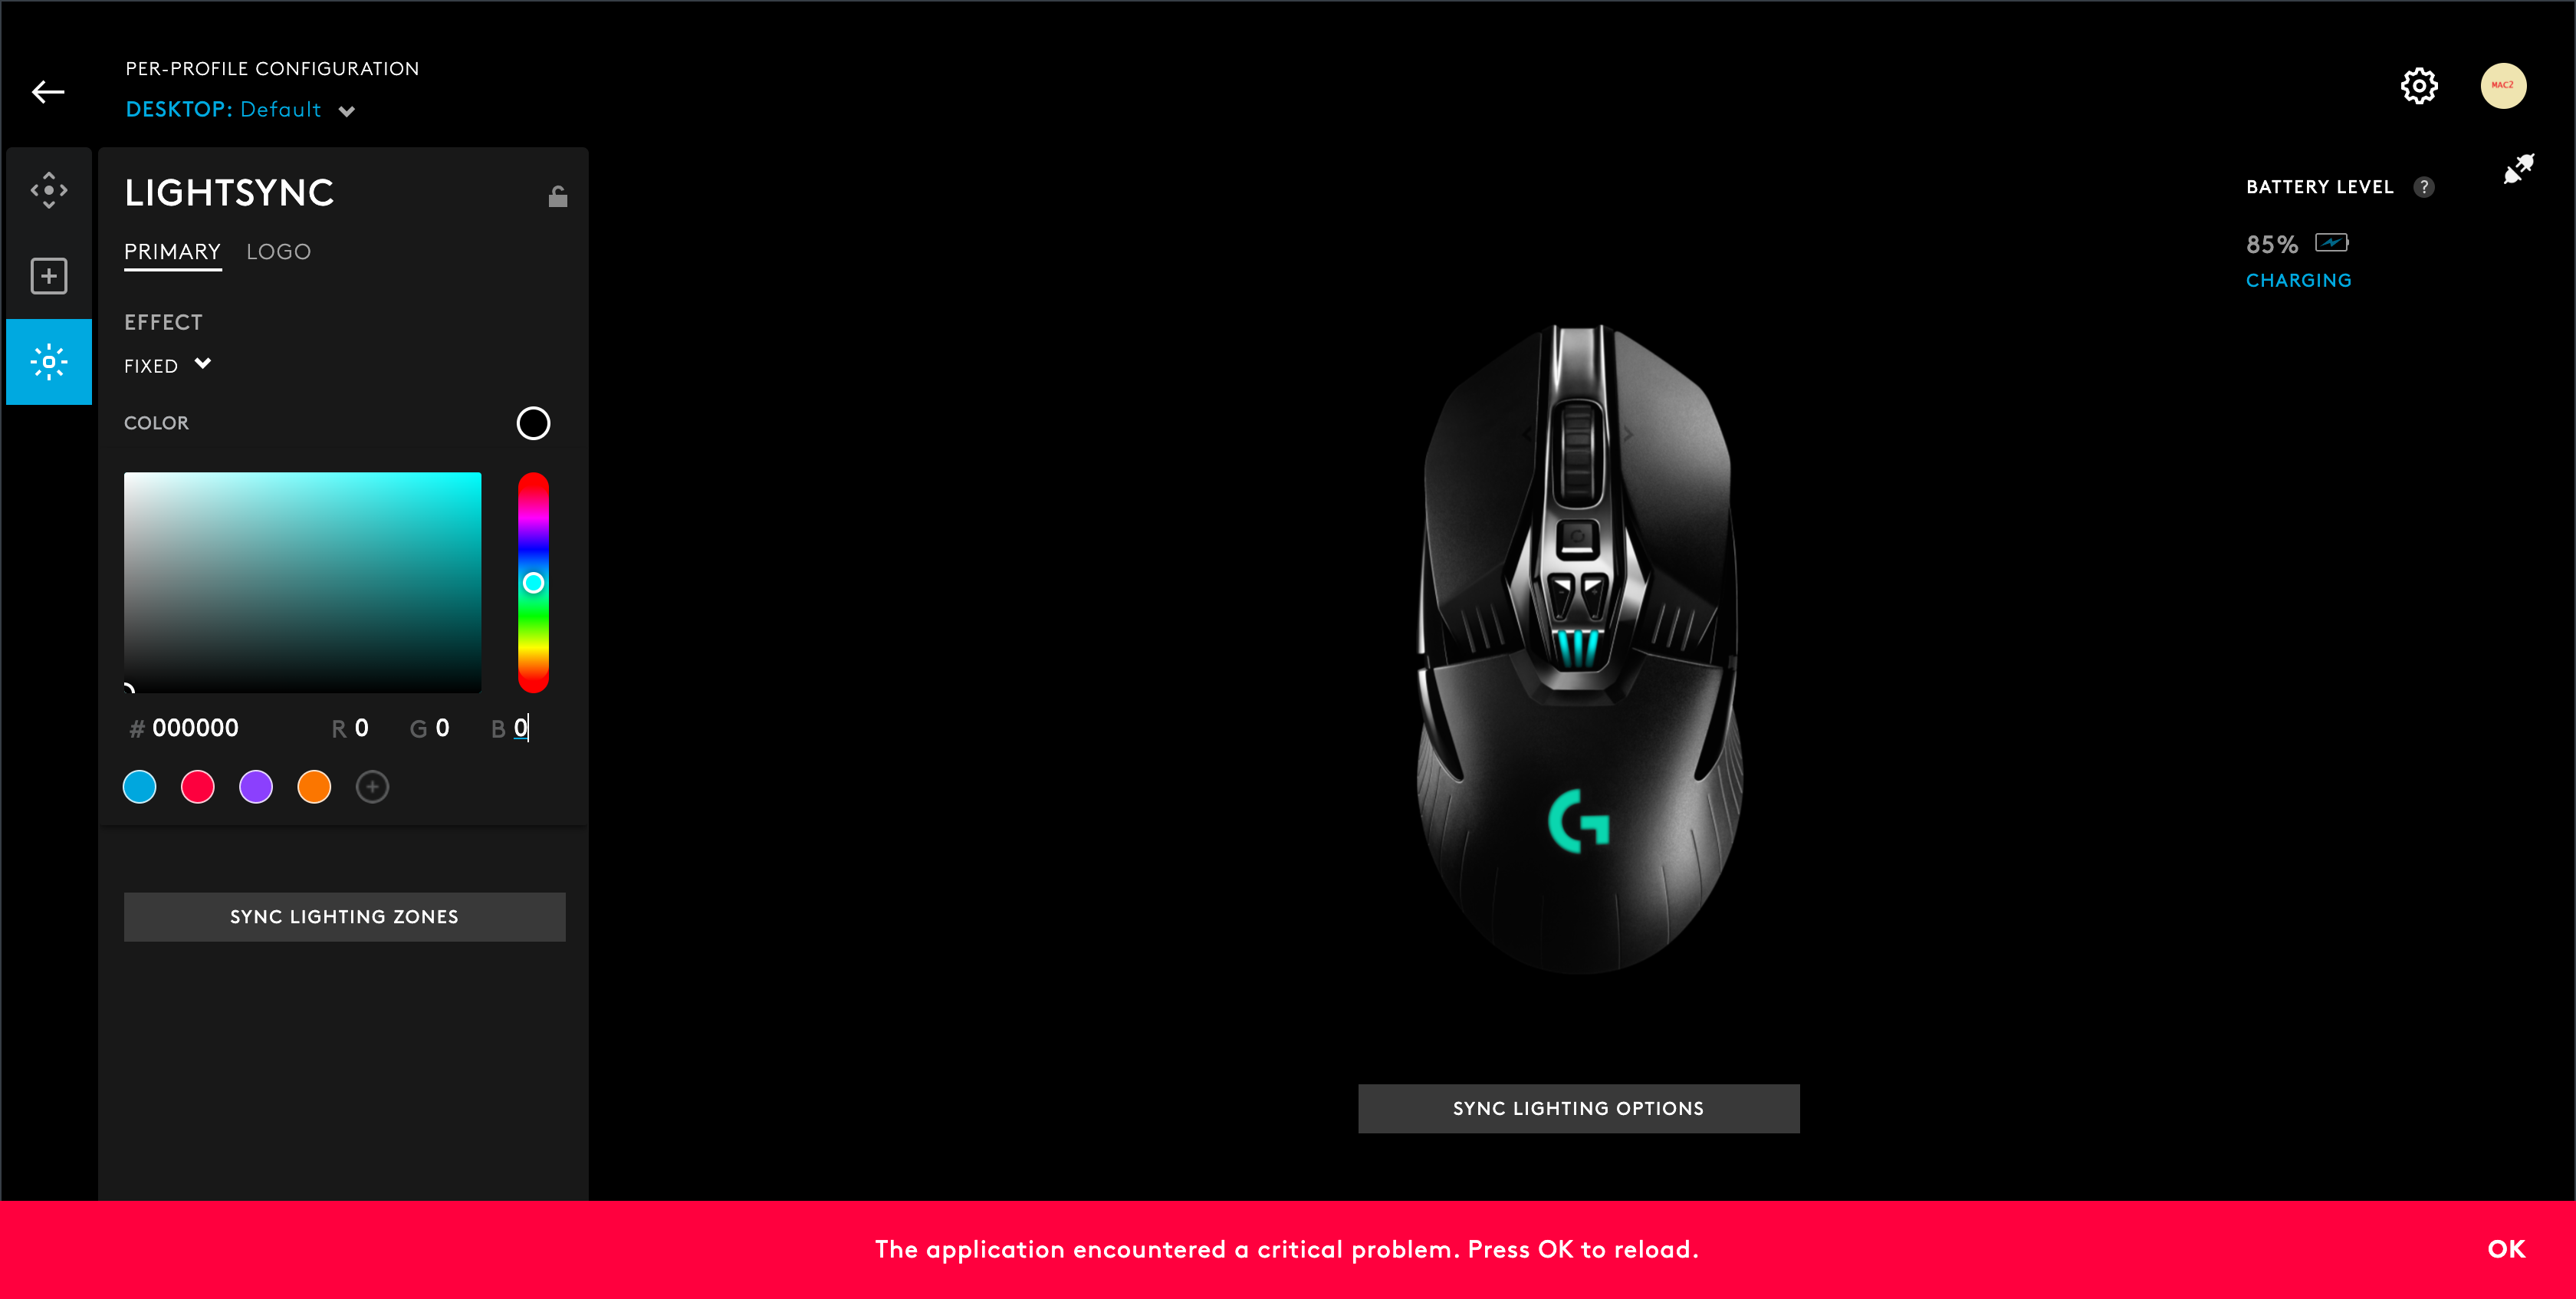 PER-PROFILE CONFIGURATION
DESKTOP: Default
MAC2
LIGHTSYNC
PRIMARY LOGO
EFFECT
FIXED
COLOR
# 000000 R 0 G 0 B 0
SYNC LIGHTING ZONES
BATTERY LEVEL ?
85%
CHARGING
G
SYNC LIGHTING OPTIONS
The application encountered a critical problem. Press OK to reload. OK